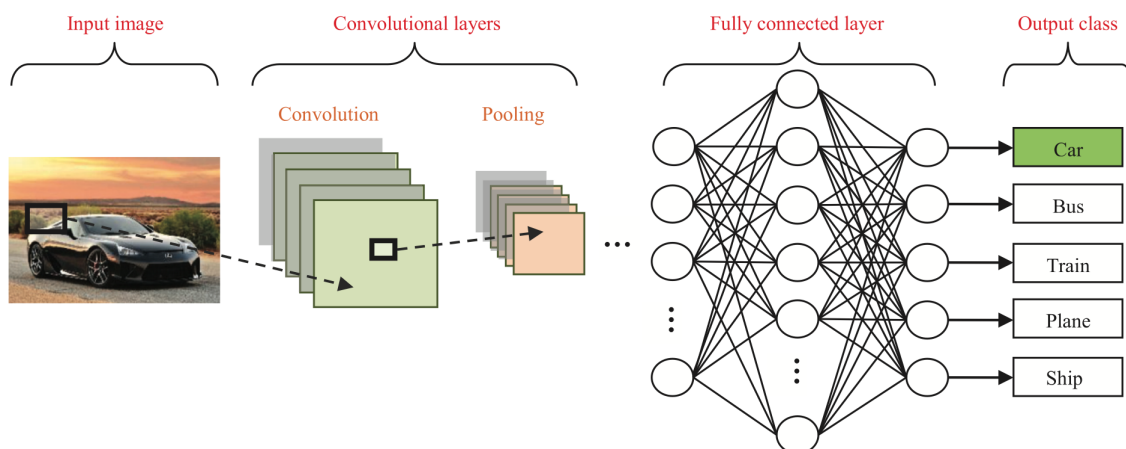 Input image
Convolutional layers
Fully connected layer
Output class
Convolution
Pooling
Car
Bus
Train
Plane
Ship